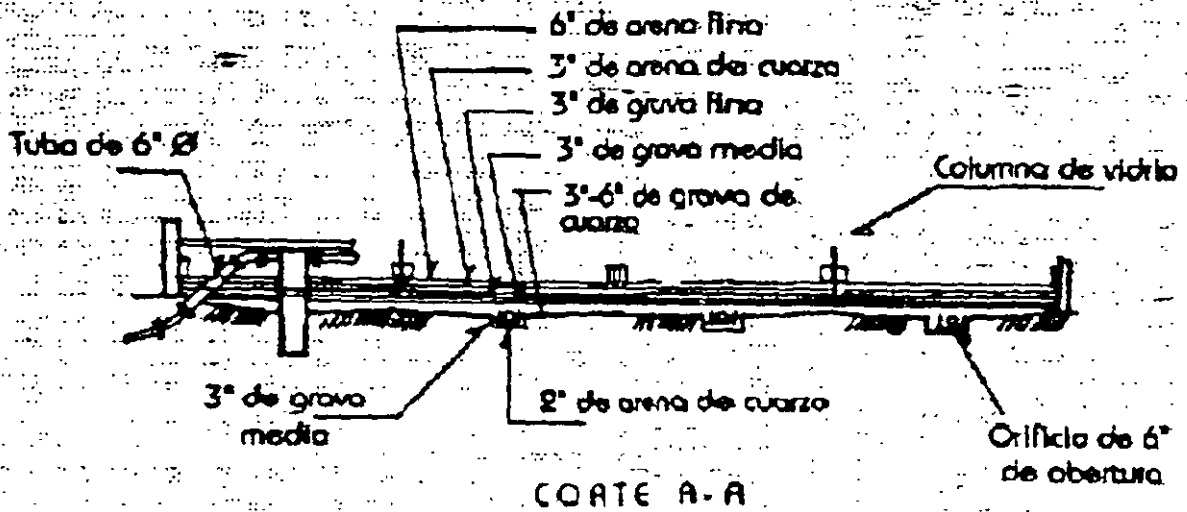 6" de arena fina
3" de arena de cuarzo
3" de grava fina
3" de grava media
3"-6" de grava de
cuarzo
Tubo de 6" Ø
Columna de vidrio
3" de grava
media
2" de arena de cuarzo
Orificio de 6"
de obertura
CORTE A-A